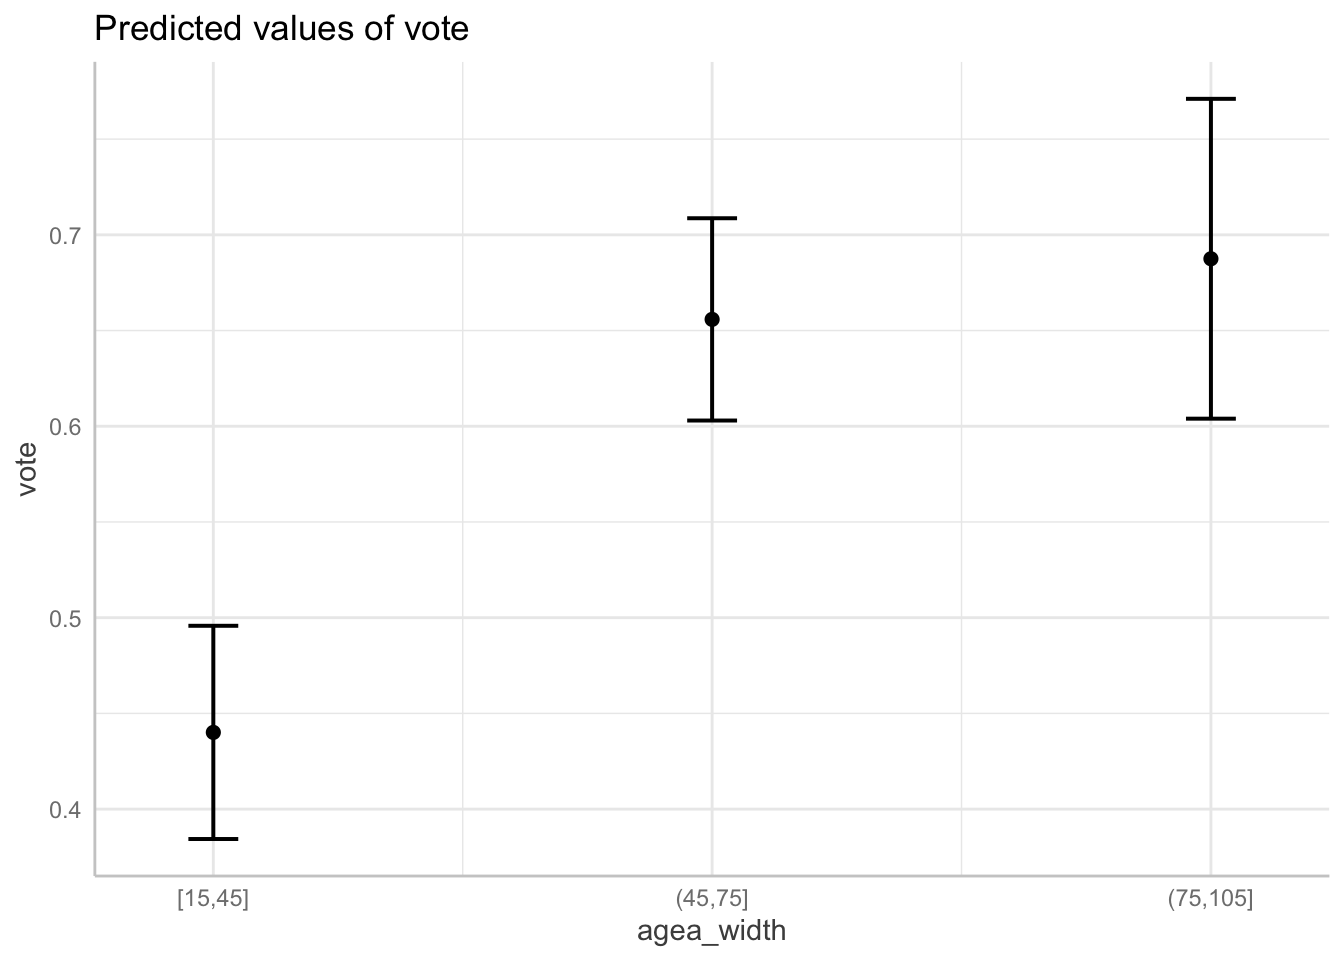 Predicted values of vote
0.7
0.6
0.5
0.4
vote
[15,45]
(45,75]
(75,105]
agea_width